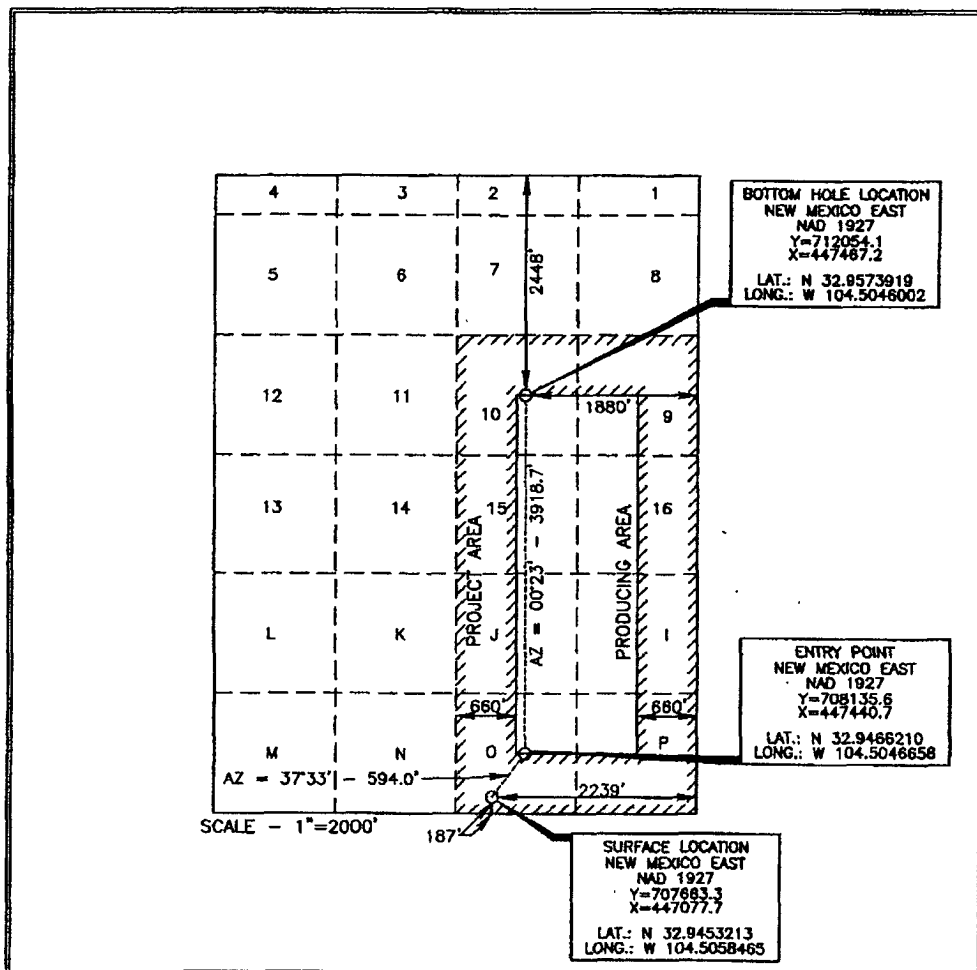 4 3 2 1
BOTTOM HOLE LOCATION
NEW MEXICO EAST
NAD 1927
Y=712054.1
X=447467.2
LAT.: N 32.9573919
LONG.: W 104.5046002
2448'
5 6 7 8
12 11 10 9
1880'
13 14 15 16
PROJECT AREA
AZ = 00°23' - 3918.7'
PRODUCING AREA
L K J I
ENTRY POINT
NEW MEXICO EAST
NAD 1927
Y=708135.6
X=447440.7
LAT.: N 32.9466210
LONG.: W 104.5046658
660' 660'
M N O P
AZ = 37°33' - 594.0'
2239'
SCALE - 1"=2000'
187'
SURFACE LOCATION
NEW MEXICO EAST
NAD 1927
Y=707663.3
X=447077.7
LAT.: N 32.9453213
LONG.: W 104.5058465